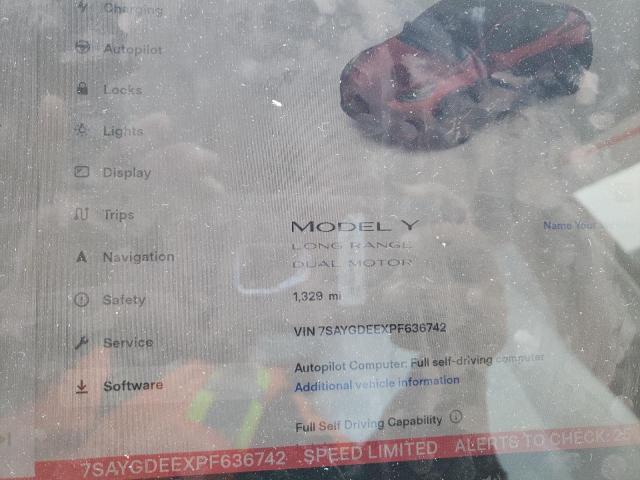 Charging
Autopilot
Locks
Lights
Display
Trips
Navigation
Safety
Service
Software
MODEL Y
Name Your
LONG RANGE
DUAL MOTOR
1,329 mi
VIN 7SAYGDEEXPF636742
Autopilot Computer: Full self-driving computer
Additional vehicle information
Full Self Driving Capability
7SAYGDEEXPF636742 SPEED LIMITED ALERTS TO CHECK: 25